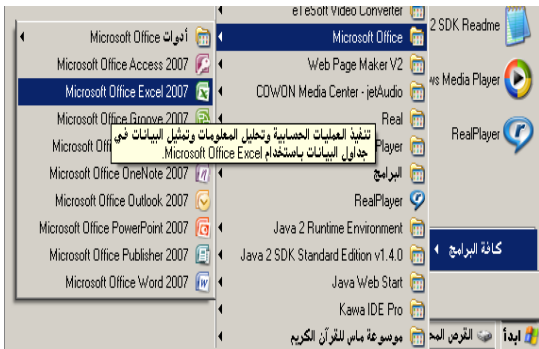 2 SDK Readme
ws Media Player
RealPlayer
كافة البرامج
ابدأ
القرص المح
eTeSoft Video Converter
Microsoft Office
Web Page Maker V2
COWON Media Center - jetAudio
Real
Player
البرامج
RealPlayer
Java 2 Runtime Environment
Java 2 SDK Standard Edition v1.4.0
Java Web Start
Kawa IDE Pro
موسوعة ماس للقرآن الكريم
أدوات Microsoft Office
Microsoft Office Access 2007
Microsoft Office Excel 2007
Microsoft Office Groove 2007
تنفيذ العمليات الحسابية وتحليل المعلومات وتمثيل البيانات في
جداول البيانات باستخدام Microsoft Office Excel.
Microsoft Offi
Microsoft Office OneNote 2007
Microsoft Office Outlook 2007
Microsoft Office PowerPoint 2007
Microsoft Office Publisher 2007
Microsoft Office Word 2007